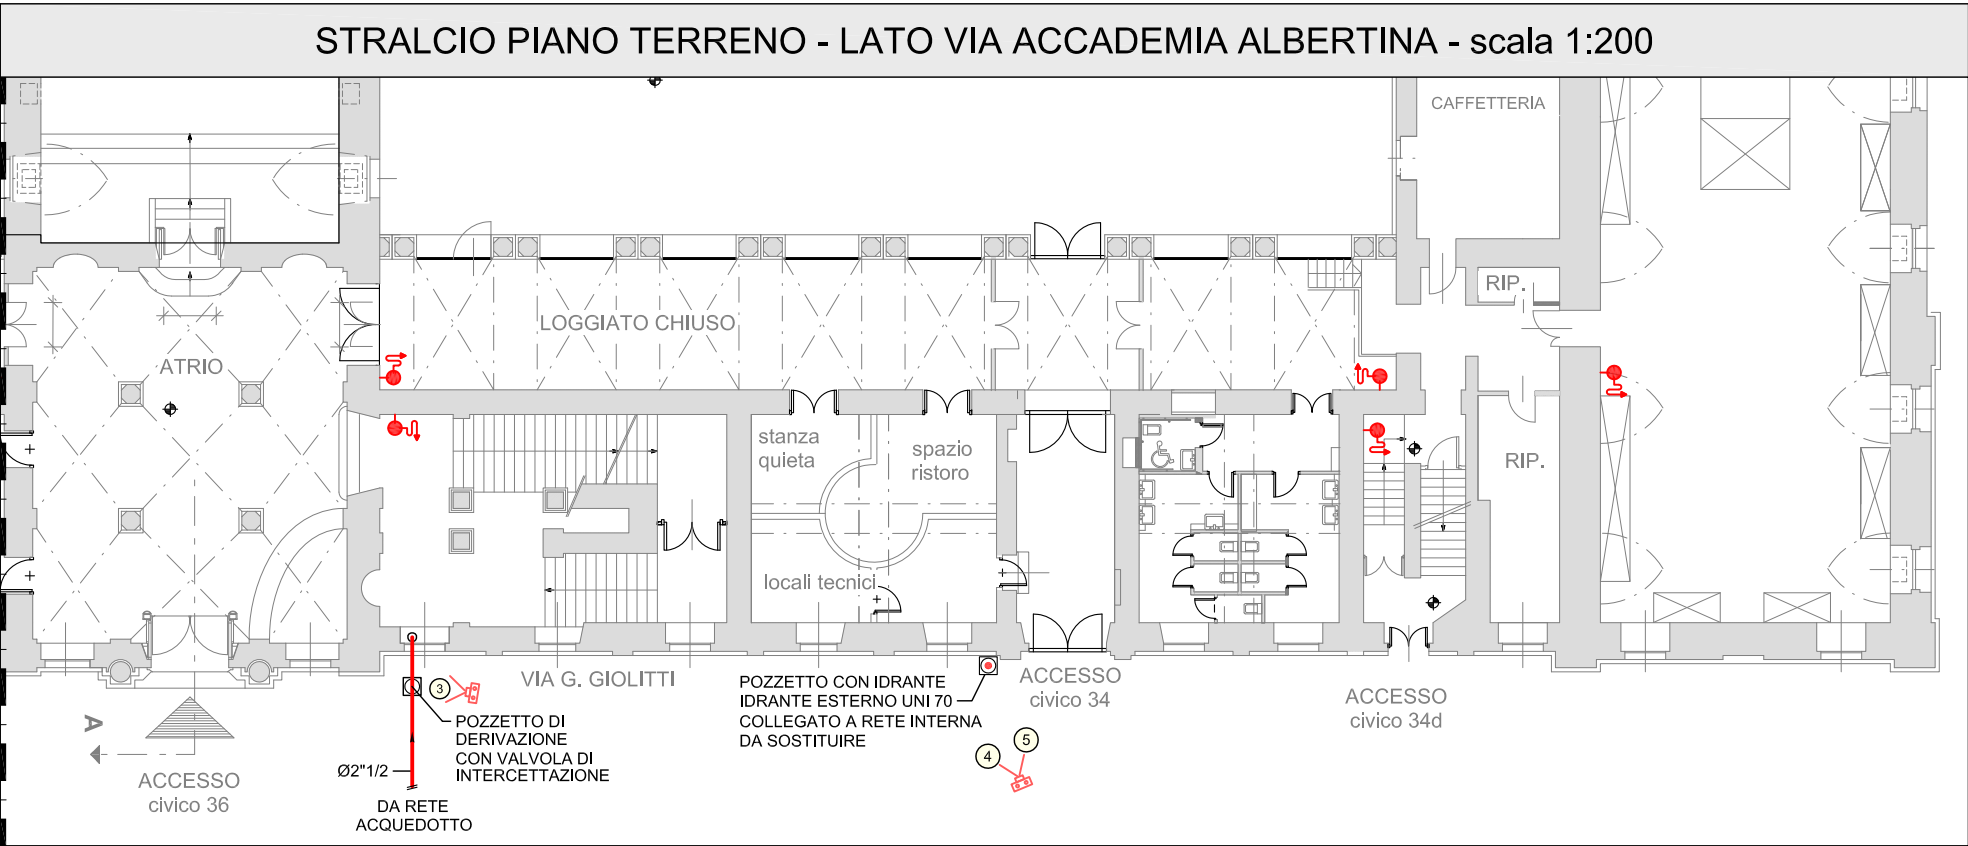 STRALCIO PIANO TERRENO - LATO VIA ACCADEMIA ALBERTINA - scala 1:200
CAFFETTERIA
RIP.
LOGGIATO CHIUSO
ATRIO
stanza
quieta
spazio
ristoro
RIP.
locali tecnici
VIA G. GIOLITTI
ACCESSO
civico 34
ACCESSO
civico 34d
3
POZZETTO DI
DERIVAZIONE
CON VALVOLA DI
INTERCETTAZIONE
POZZETTO CON IDRANTE
IDRANTE ESTERNO UNI 70
COLLEGATO A RETE INTERNA
DA SOSTITUIRE
A
4
5
Ø2"1/2
ACCESSO
civico 36
DA RETE
ACQUEDOTTO